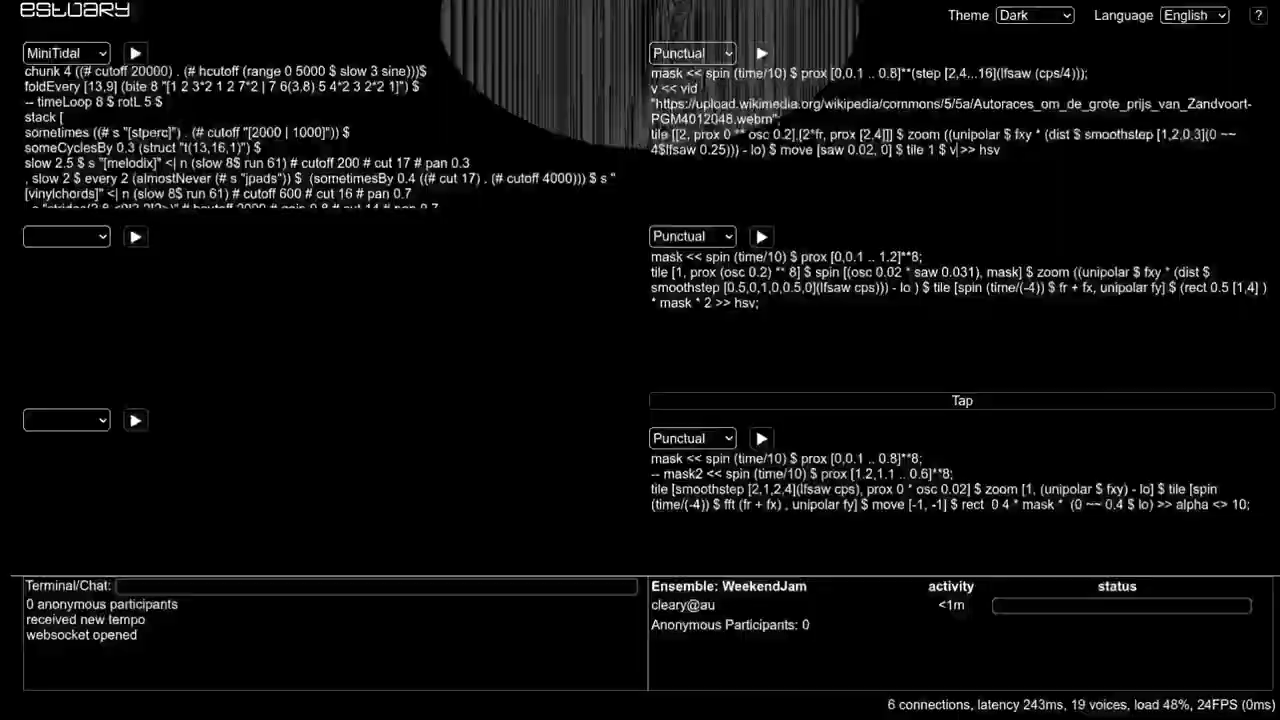 estuary
Theme Dark Language English ?
MiniTidal
chunk 4 ((# cutoff 20000) . (# hcutoff (range 0 5000 $ slow 3 sine)))$
foldEvery [13,9] (bite 8 "[1 2 3*2 1 2 7*2 | 7 6(3,8) 5 4*2 3 2*2 1]") $
-- timeLoop 8 $ rotL 5 $
stack [
sometimes ((# s "[stperc]") . (# cutoff "[2000 | 1000]")) $
someCyclesBy 0.3 (struct "t(13,16,1)") $
slow 2.5 $ s "[melodix]" <| n (slow 8$ run 61) # cutoff 200 # cut 17 # pan 0.3
, slow 2 $ every 2 (almostNever (# s "jpads")) $ (sometimesBy 0.4 ((# cut 17) . (# cutoff 4000))) $ s "
[vinylchords]" <| n (slow 8$ run 61) # cutoff 600 # cut 16 # pan 0.7
Punctual
mask << spin (time/10) $ prox [0,0.1 .. 0.8]**(step [2,4...16](lfsaw (cps/4)));
v << vid
"https://upload.wikimedia.org/wikipedia/commons/5/5a/Autoraces_om_de_grote_prijs_van_Zandvoort-
PGM4012048.webm";
tile [[2, prox 0 ** osc 0.2],[2*fr, prox [2,4]]] $ zoom ((unipolar $ fxy * (dist $ smoothstep [1,2,0.3](0 ~~
4$lfsaw 0.25))) - lo) $ move [saw 0.02, 0] $ tile 1 $ v >> hsv
Punctual
mask << spin (time/10) $ prox [0,0.1 .. 1.2]**8;
tile [1, prox (osc 0.2) ** 8] $ spin [(osc 0.02 * saw 0.031), mask] $ zoom ((unipolar $ fxy * (dist $
smoothstep [0.5,0,1,0,0.5,0](lfsaw cps))) - lo ) $ tile [spin (time/(-4)) $ fr + fx, unipolar fy] $ (rect 0.5 [1,4] )
* mask * 2 >> hsv;
Tap
Punctual
mask << spin (time/10) $ prox [0,0.1 .. 0.8]**8;
-- mask2 << spin (time/10) $ prox [1.2,1.1 .. 0.6]**8;
tile [smoothstep [2,1,2,4](lfsaw cps), prox 0 * osc 0.02] $ zoom [1, (unipolar $ fxy) - lo] $ tile [spin
(time/(-4)) $ fft (fr + fx) , unipolar fy] $ move [-1, -1] $ rect 0 4 * mask * (0 ~~ 0.4 $ lo) >> alpha <> 10;
Terminal/Chat:
0 anonymous participants
received new tempo
websocket opened
Ensemble: WeekendJam activity status
cleary@au <1m
Anonymous Participants: 0
6 connections, latency 243ms, 19 voices, load 48%, 24FPS (0ms)